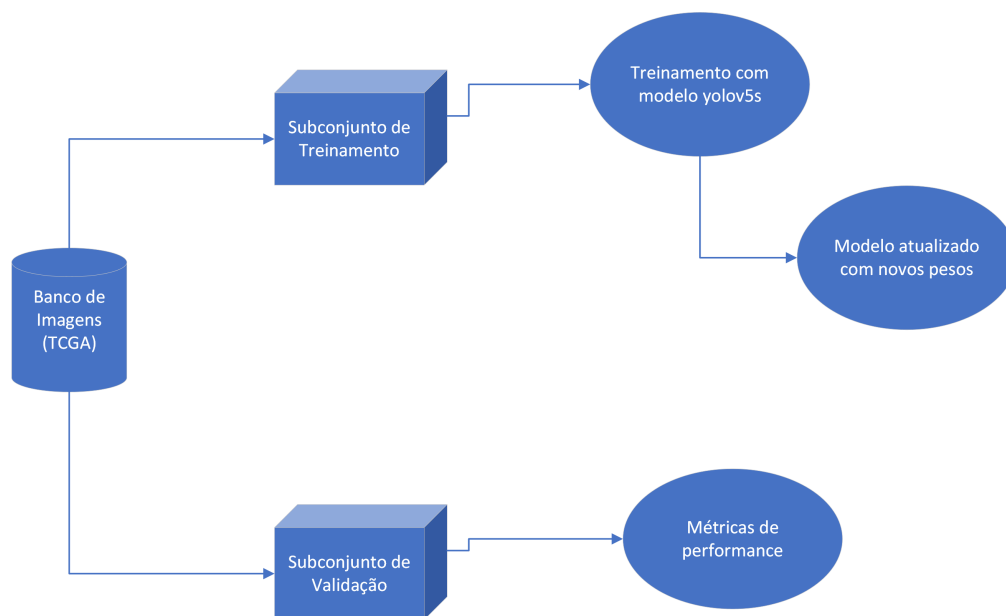 Treinamento com
modelo yolov5s
Subconjunto de
Treinamento
Modelo atualizado
com novos pesos
Banco de
Imagens
(TCGA)
Métricas de
performance
Subconjunto de
Validação